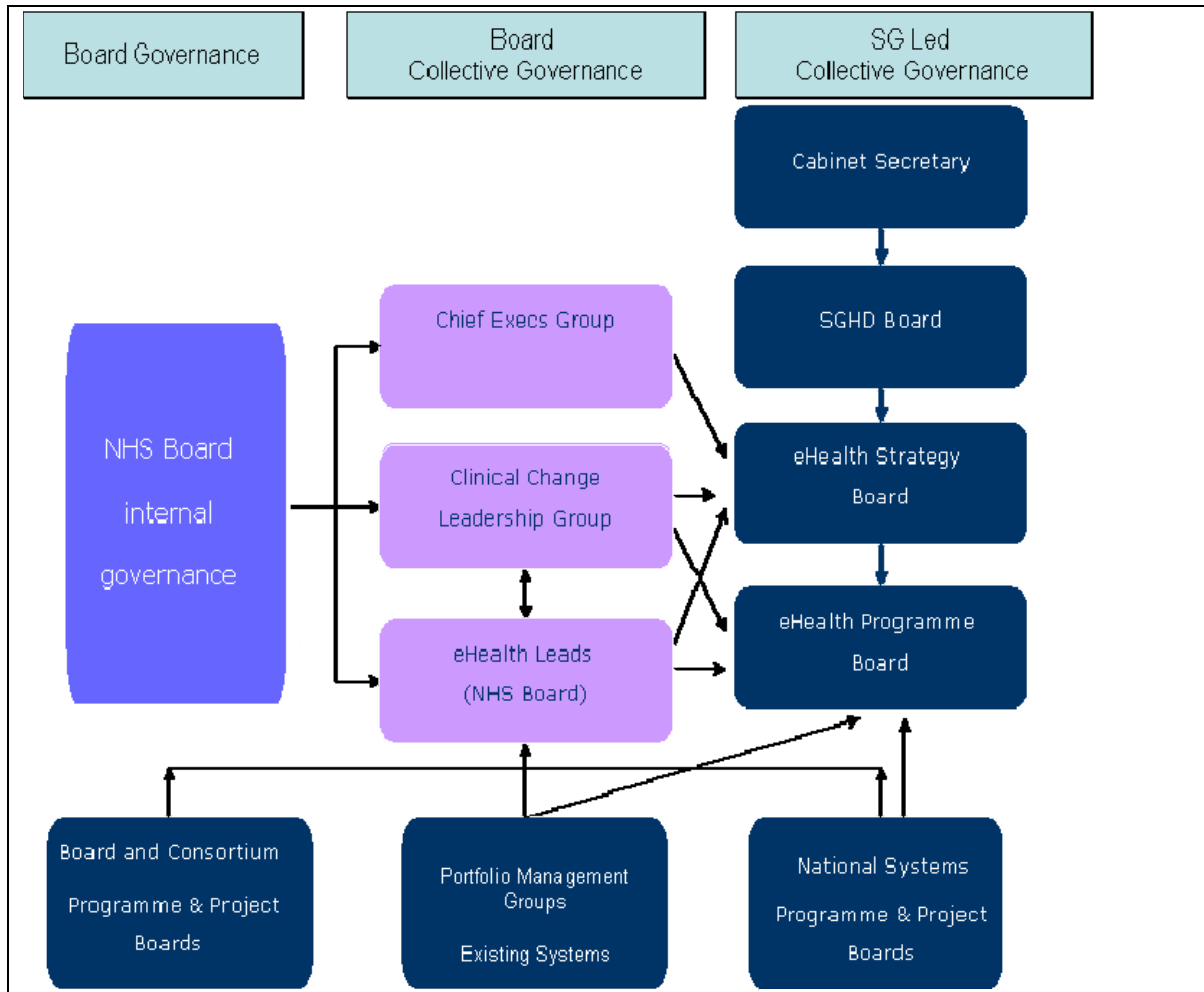 Board Governance
Board
Collective Governance
SG Led
Collective Governance
Cabinet Secretary
SGHD Board
Chief Execs Group
NHS Board
internal
governance
Clinical Change
Leadership Group
eHealth Strategy
Board
eHealth Leads
(NHS Board)
eHealth Programme
Board
Board and Consortium
Programme & Project
Boards
Portfolio Management
Groups
Existing Systems
National Systems
Programme & Project
Boards